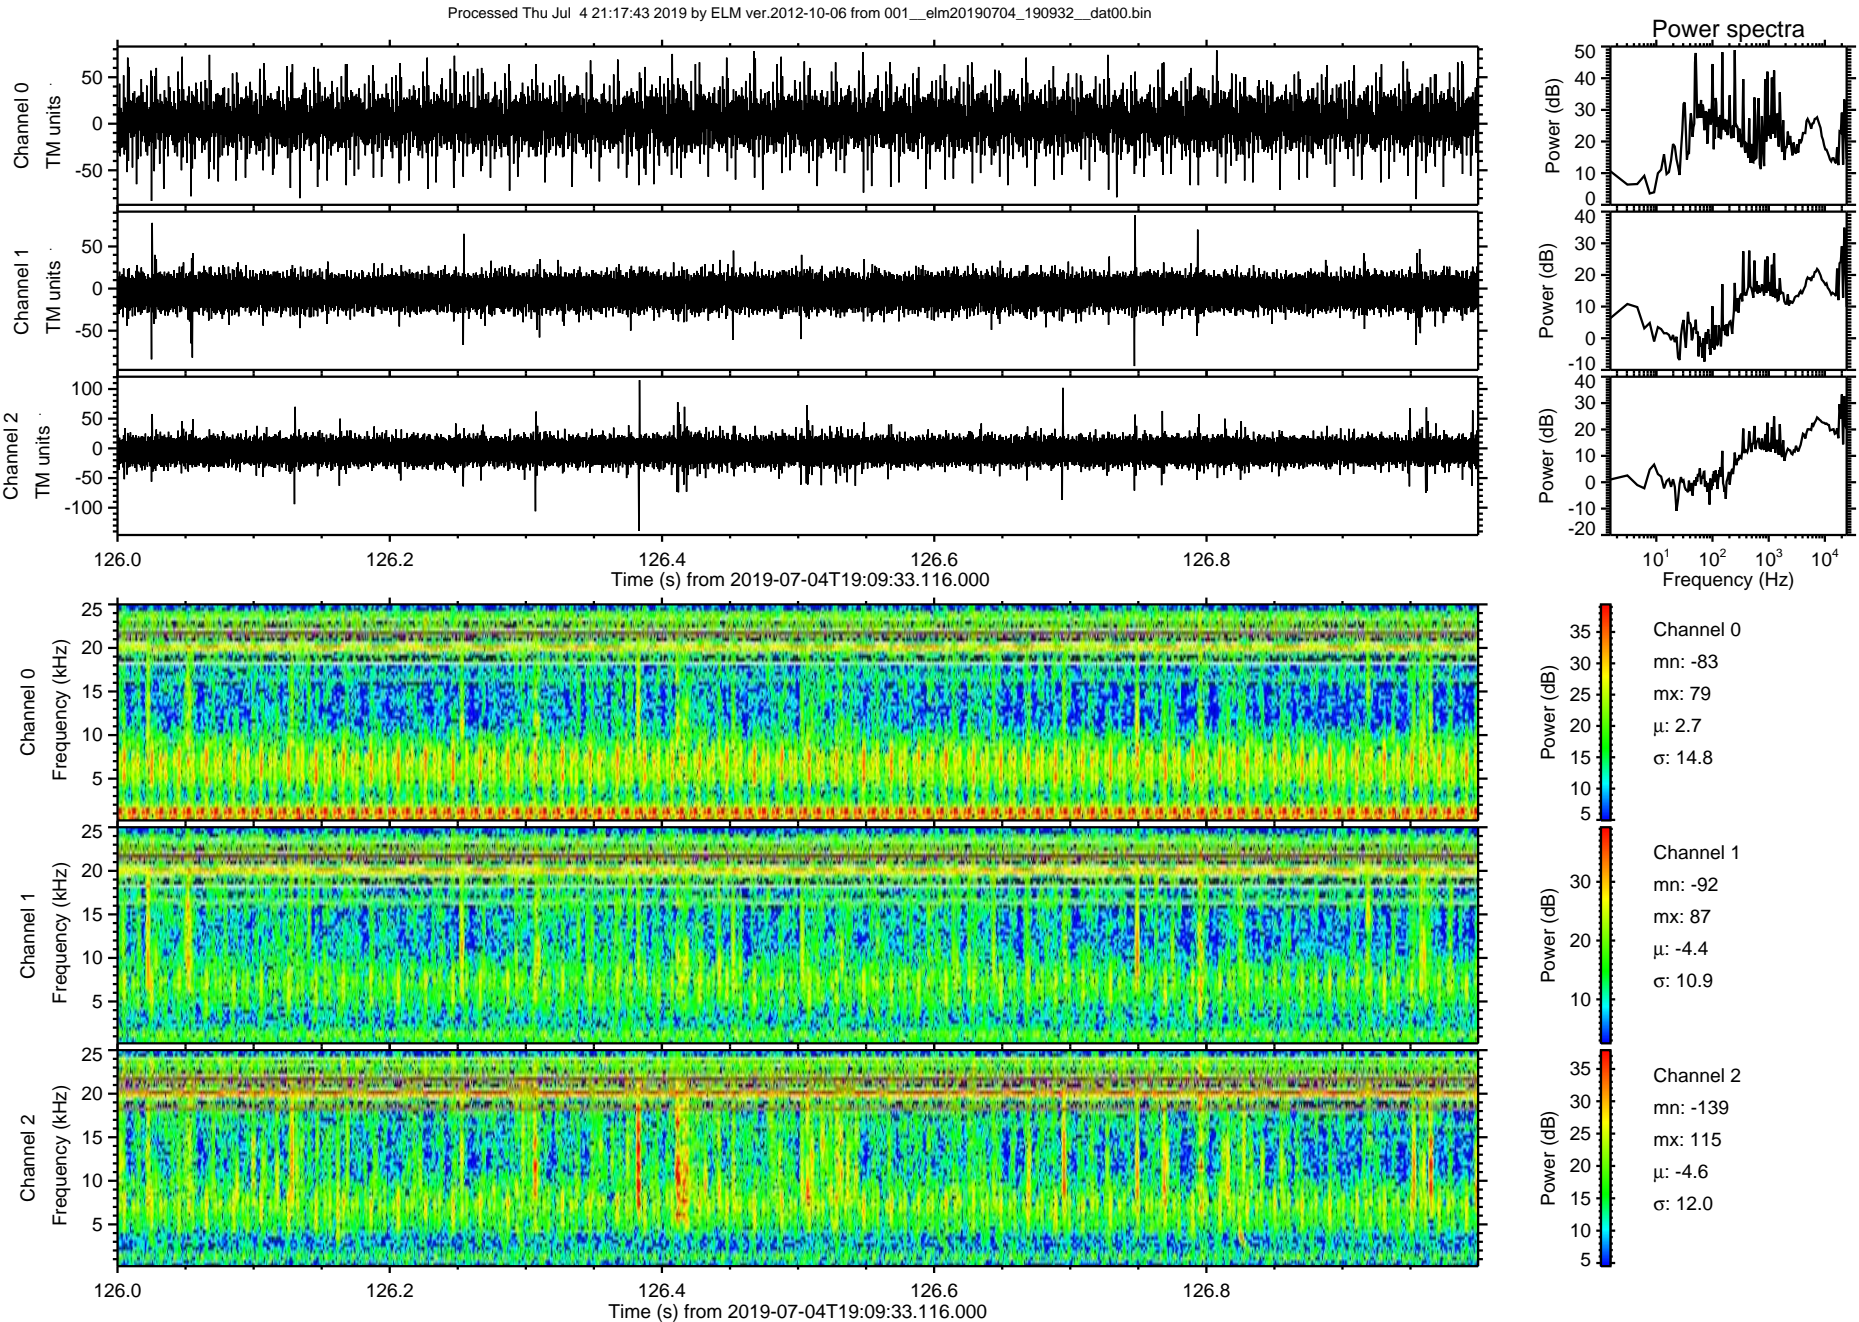 Processed Thu Jul  4 21:17:43 2019 by ELM ver.2012-10-06 from 001__elm20190704_190932__dat00.bin
Power spectra
Channel 0
TM units
50
0
-50
Power (dB)
50
40
30
20
10
0
Channel 1
TM units
50
0
-50
Power (dB)
40
30
20
10
0
-10
Channel 2
TM units
100
50
0
-50
-100
Power (dB)
40
30
20
10
0
-10
-20
126.0 126.2 126.4 126.6 126.8
Time (s) from 2019-07-04T19:09:33.116.000
10^1 10^2 10^3 10^4
Frequency (Hz)
Channel 0
Frequency (kHz)
25
20
15
10
5
Power (dB)
35
30
25
20
15
10
5
Channel 0
mn: -83
mx: 79
μ: 2.7
σ: 14.8
Channel 1
Frequency (kHz)
25
20
15
10
5
Power (dB)
30
20
10
Channel 1
mn: -92
mx: 87
μ: -4.4
σ: 10.9
Channel 2
Frequency (kHz)
25
20
15
10
5
Power (dB)
35
30
25
20
15
10
5
Channel 2
mn: -139
mx: 115
μ: -4.6
σ: 12.0
126.0 126.2 126.4 126.6 126.8
Time (s) from 2019-07-04T19:09:33.116.000